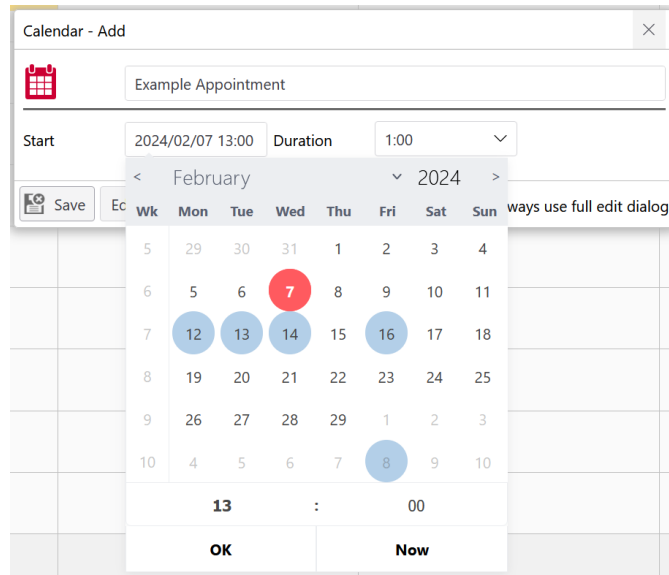 Calendar - Add
Example Appointment
Start 2024/02/07 13:00 Duration 1:00
< February 2024 >
Save Ec ways use full edit dialog
Wk Mon Tue Wed Thu Fri Sat Sun
5 29 30 31 1 2 3 4
6 5 6 7 8 9 10 11
7 12 13 14 15 16 17 18
8 19 20 21 22 23 24 25
9 26 27 28 29 1 2 3
10 4 5 6 7 8 9 10
13 : 00
OK Now